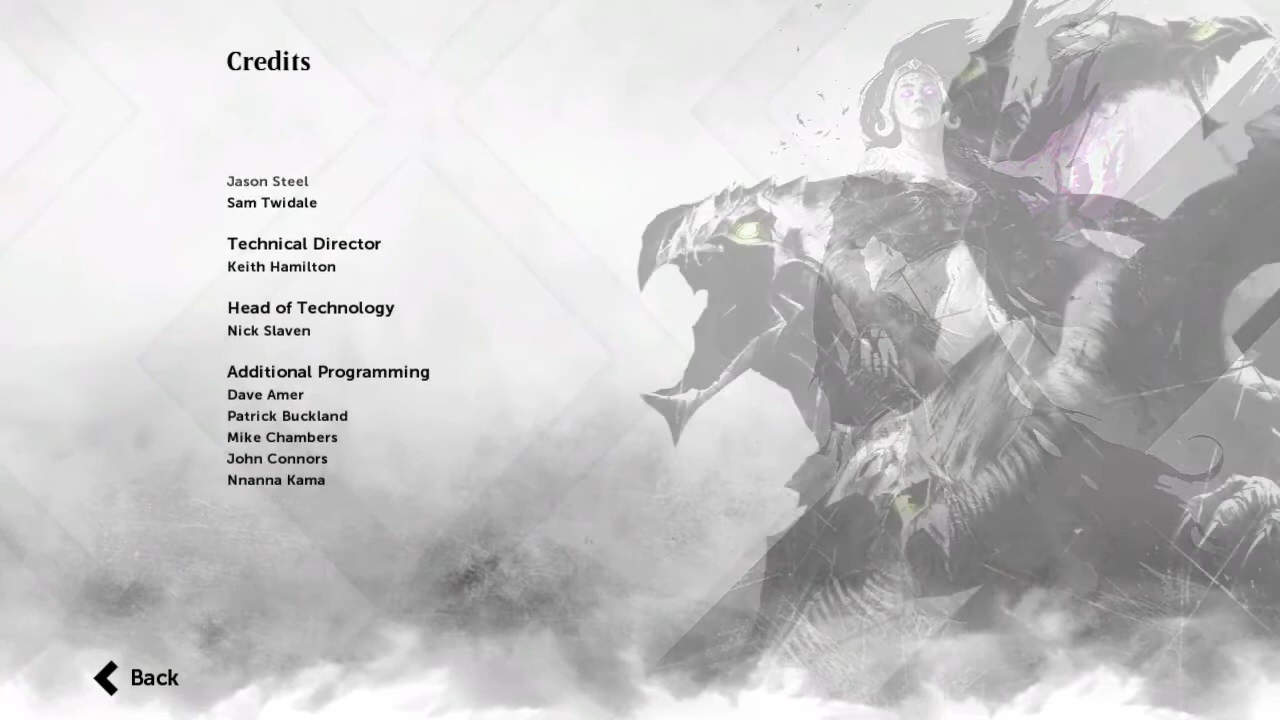 Credits
Jason Steel
Sam Twidale
Technical Director
Keith Hamilton
Head of Technology
Nick Slaven
Additional Programming
Dave Amer
Patrick Buckland
Mike Chambers
John Connors
Nnanna Kama
Back